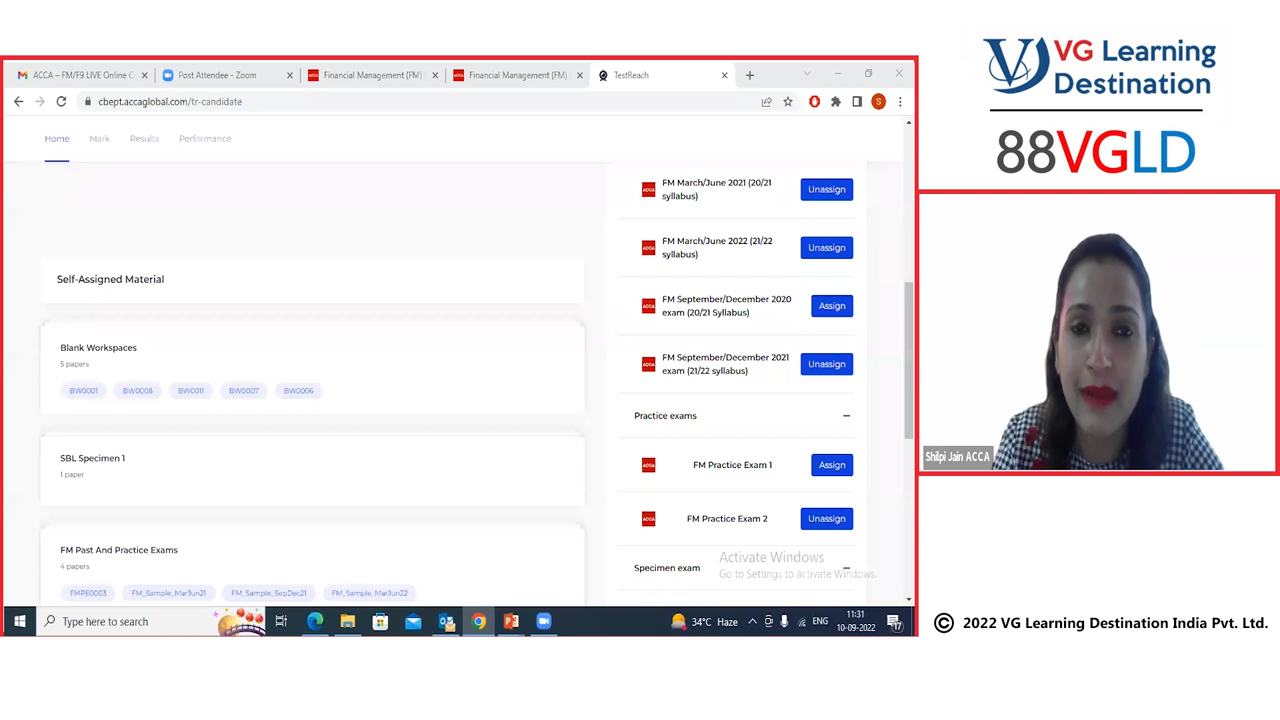 ACCA – FM/F9 LIVE Online C
Post Attendee - Zoom
Financial Management (FM)
Financial Management (FM)
TestReach
cbept.accaglobal.com/tr-candidate
S
Home
Mark
Results
Performance
Self-Assigned Material
Blank Workspaces
5 papers
BW0001
BW0008
BW0011
BW0007
BW0006
SBL Specimen 1
1 paper
FM Past And Practice Exams
4 papers
FMPE0003
FM_Sample_MarJun21
FM_Sample_SepDec21
FM_Sample_MarJun22
ACCA
FM March/June 2021 (20/21
syllabus)
Unassign
ACCA
FM March/June 2022 (21/22
syllabus)
Unassign
ACCA
FM September/December 2020
exam (20/21 Syllabus)
Assign
ACCA
FM September/December 2021
exam (21/22 syllabus)
Unassign
Practice exams
ACCA
FM Practice Exam 1
Assign
ACCA
FM Practice Exam 2
Unassign
Specimen exam
Activate Windows
Go to Settings to activate Windows.
Type here to search
34°C Haze
ENG
11:31
10-09-2022
17
VG Learning
Destination
88VGLD
Shilpi Jain ACCA
© 2022 VG Learning Destination India Pvt. Ltd.